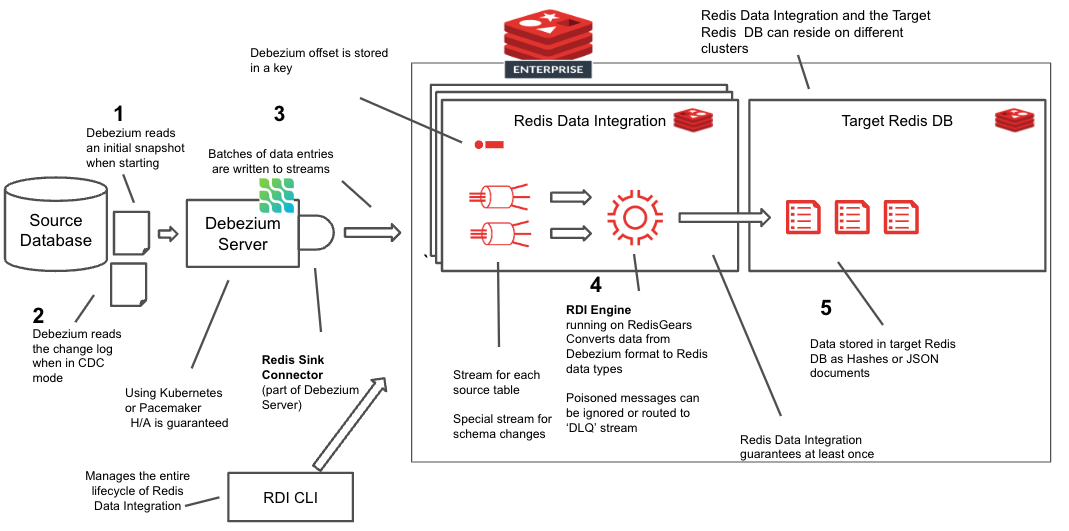 Redis Data Integration and the Target
Redis DB can reside on different
clusters
Debezium offset is stored
in a key
ENTERPRISE
1
Debezium reads
an initial snapshot
when starting
3
Batches of data entries
are written to streams
Redis Data Integration
Target Redis DB
Source
Database
Debezium
Server
2
Debezium reads
the change log
when in CDC
mode
Using Kubernetes
or Pacemaker
H/A is guaranteed
Redis Sink
Connector
(part of Debezium
Server)
Stream for each
source table
Special stream for
schema changes
4
RDI Engine
running on RedisGears
Converts data from
Debezium format to Redis
data types
Poisoned messages can
be ignored or routed to
‘DLQ’ stream
5
Data stored in target Redis
DB as Hashes or JSON
documents
Redis Data Integration
guarantees at least once
Manages the entire
lifecycle of Redis
Data Integration
RDI CLI